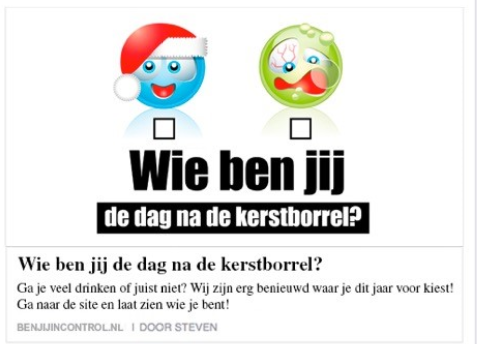 Wie ben jij
de dag na de kerstborrel?
Wie ben jij de dag na de kerstborrel?
Ga je veel drinken of juist niet? Wij zijn erg benieuwd waar je dit jaar voor kiest!
Ga naar de site en laat zien wie je bent!
BENJIJINCONTROL.NL | DOOR STEVEN